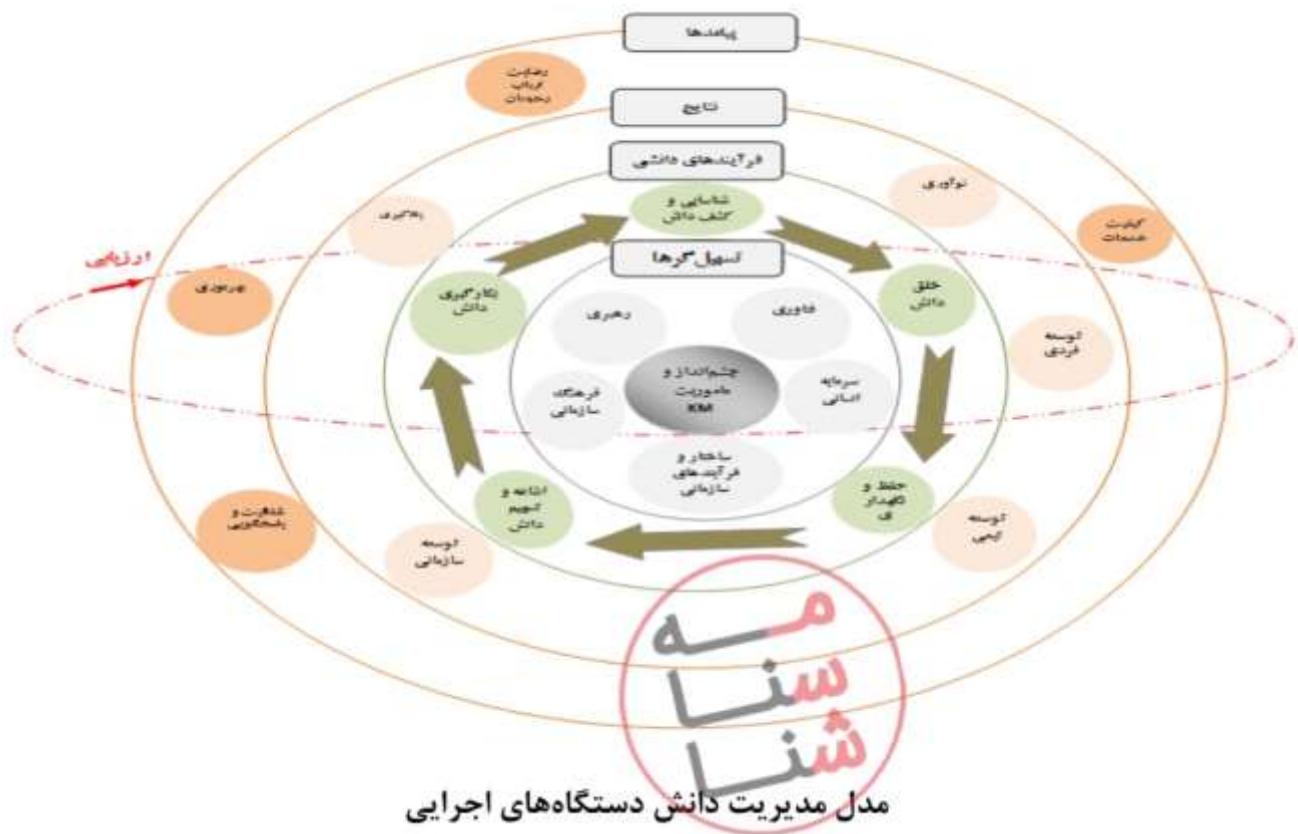 پیامدها
رضایت
ارباب
رجوعات
نتایج
فرآیندهای دانشی
نوآوری
شناسایی و
کشف دانش
یادگیری
کیفیت
خدمات
ارزیابی
تسهیل‌گرها
خلق
دانش
بهره‌وری
بکارگیری
دانش
رهبری
فناوری
توسعه
فردی
چشم‌انداز و
ماموریت
KM
سرمایه
انسانی
فرهنگ
سازمانی
ساختار و
فرآیندهای
سازمانی
حفظ و
نگهدار
ی
اشاعه و
تسهیم
دانش
شفافیت و
پاسخگویی
توسعه
تیمی
توسعه
سازمانی
مه
سنا
شنا
مدل مدیریت دانش دستگاه‌های اجرایی